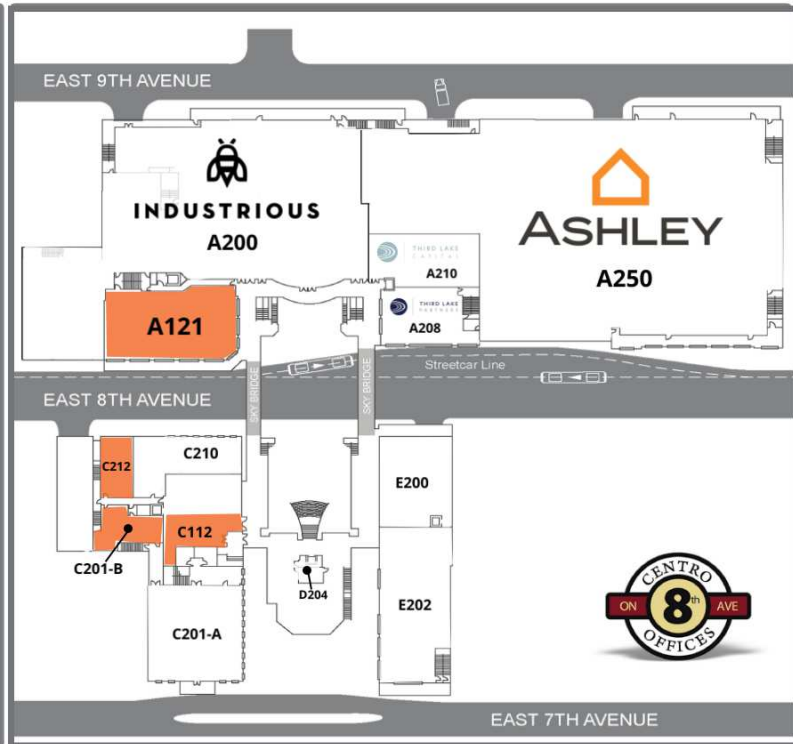 EAST 9TH AVENUE
INDUSTRIOUS
A200
ASHLEY
A250
THIRD LAKE
CAPITAL
A210
THIRD LAKE
PARTNERS
A208
A121
SKY BRIDGE
SKY BRIDGE
Streetcar Line
EAST 8TH AVENUE
C212
C210
E200
C112
C201-B
D204
C201-A
E202
CENTRO
ON 8th AVE
OFFICES
EAST 7TH AVENUE